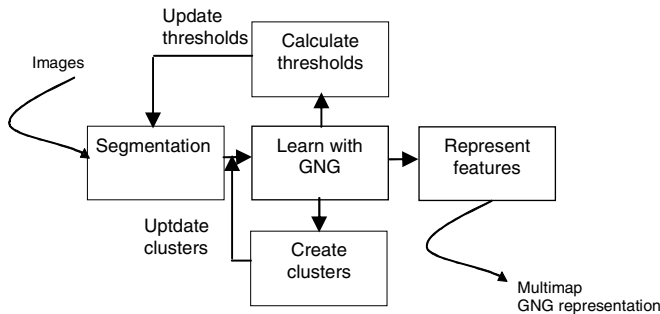 Update
thresholds
Calculate
thresholds
Images
Segmentation
Learn with
GNG
Represent
features
Uptdate
clusters
Create
clusters
Multimap
GNG representation